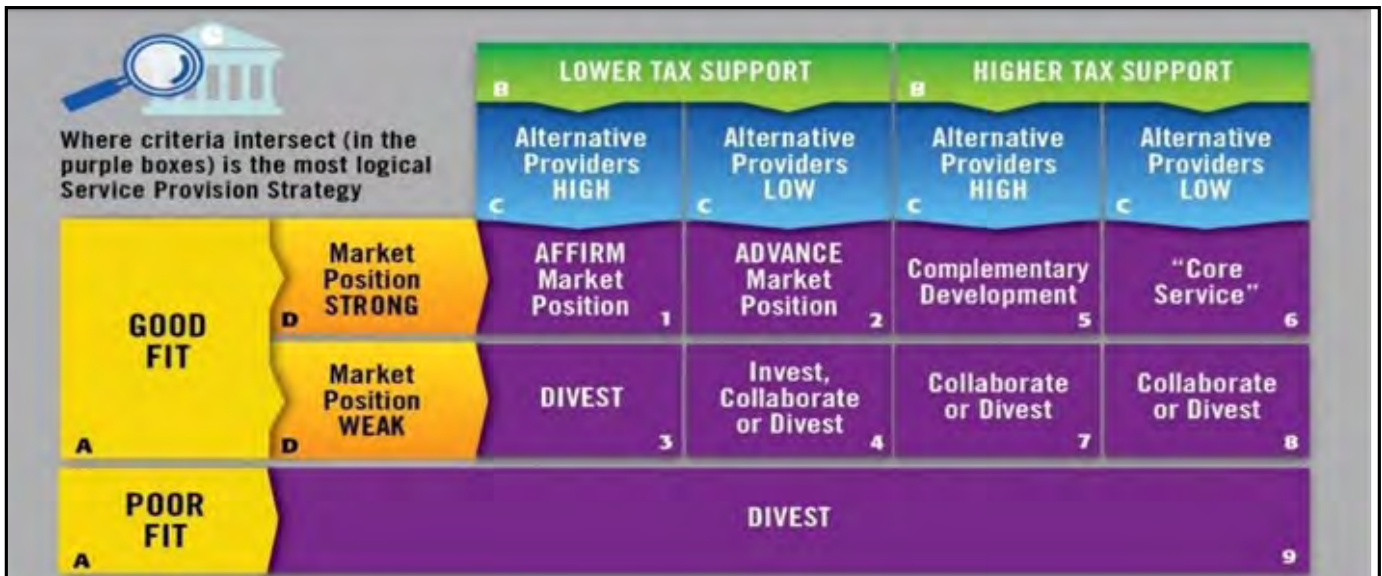 LOWER TAX SUPPORT
B
HIGHER TAX SUPPORT
B
Where criteria intersect (in the
purple boxes) is the most logical
Service Provision Strategy
Alternative
Providers
HIGH
C
Alternative
Providers
LOW
C
Alternative
Providers
HIGH
C
Alternative
Providers
LOW
C
GOOD
FIT
A
Market
Position
STRONG
D
AFFIRM
Market
Position
1
ADVANCE
Market
Position
2
Complementary
Development
5
“Core
Service”
6
Market
Position
WEAK
D
DIVEST
3
Invest,
Collaborate
or Divest
4
Collaborate
or Divest
7
Collaborate
or Divest
8
POOR
FIT
A
DIVEST
9